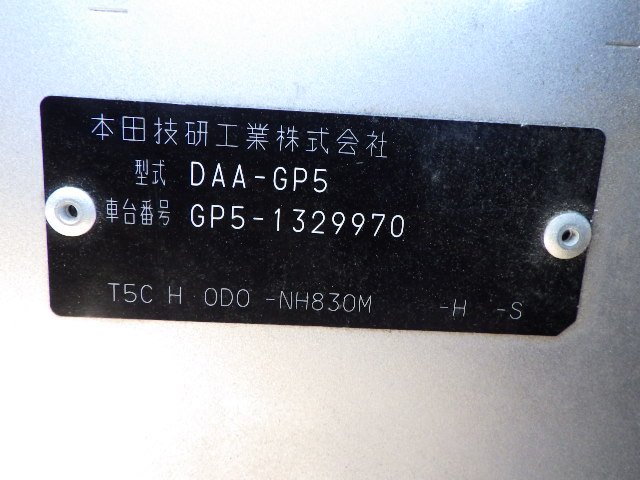 本田技研工業株式会社
型式 DAA-GP5
車台番号 GP5-1329970
T5C H 0D0 -NH830M -H -S